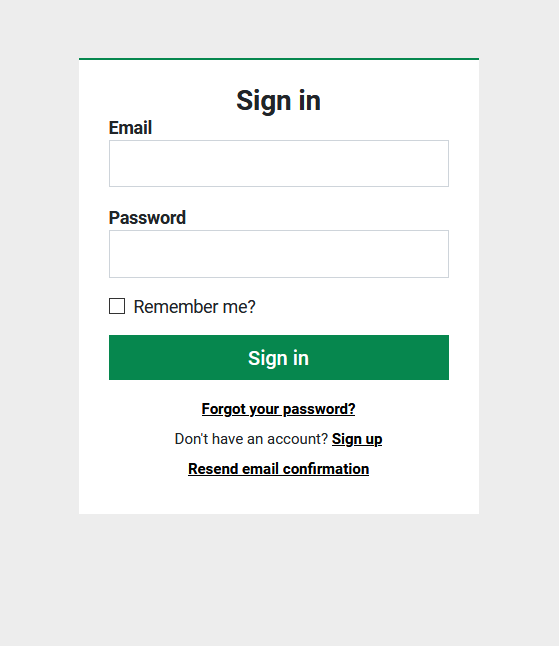 Sign in
Email
Password
Remember me?
Sign in
Forgot your password?
Don't have an account? Sign up
Resend email confirmation